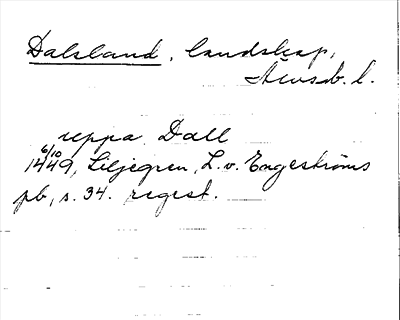 Dalsland, landskap,
Älvsb. l.
uppa Dall
6/10
1449, Liljegren, L. v. Engeströms
pb, s. 34. regest.